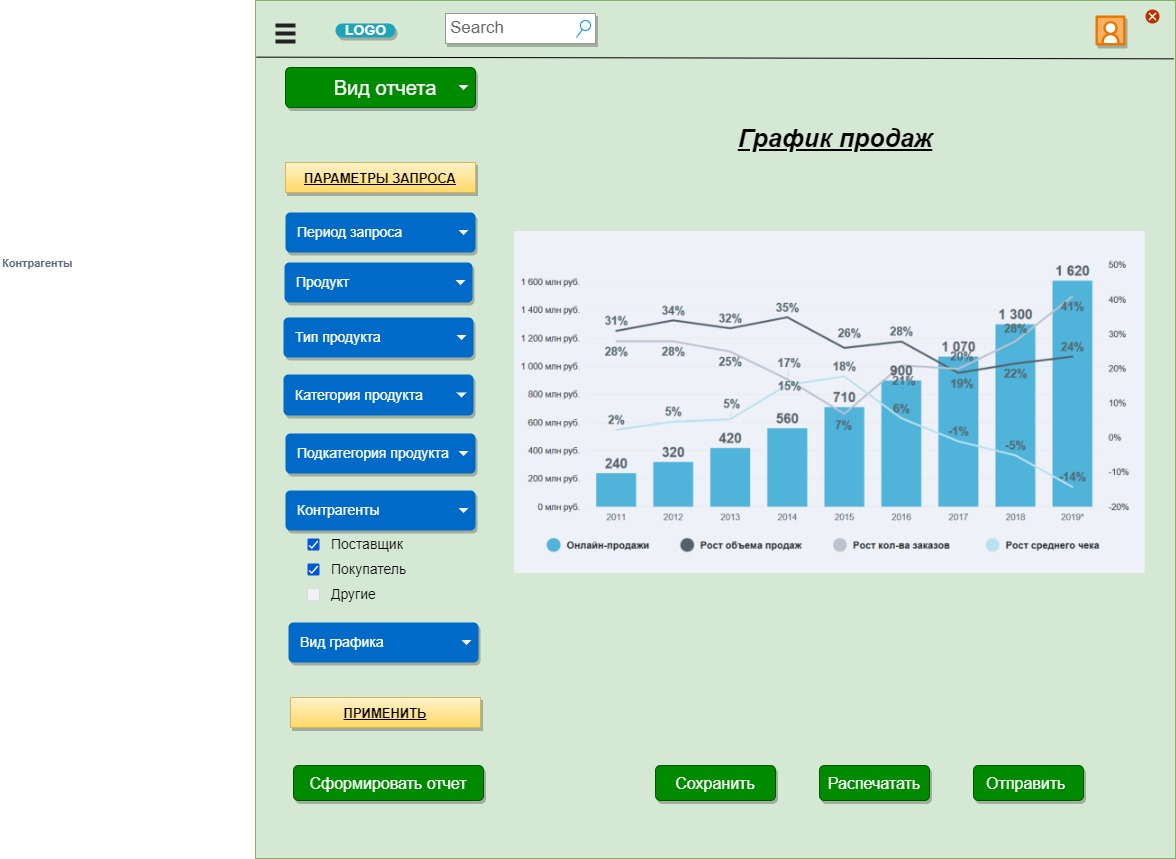 LOGO
Search
Вид отчета
График продаж
ПАРАМЕТРЫ ЗАПРОСА
Период запроса
Контрагенты
Продукт
Тип продукта
Категория продукта
Подкатегория продукта
Контрагенты
Поставщик
Покупатель
Другие
Вид графика
ПРИМЕНИТЬ
1 600 млн руб.
1 400 млн руб.
1 200 млн руб.
1 000 млн руб.
800 млн руб.
600 млн руб.
400 млн руб.
200 млн руб.
0 млн руб.
50%
40%
30%
20%
10%
0%
-10%
-20%
31% 34% 32% 35% 26% 28% 19% 22% 24%
28% 28% 25% 17% 7% 21% 20% 28% 41%
2% 5% 5% 15% 18% 6% -1% -5% -14%
240 320 420 560 710 900 1 070 1 300 1 620
2011 2012 2013 2014 2015 2016 2017 2018 2019*
Онлайн-продажи Рост объема продаж Рост кол-ва заказов Рост среднего чека
Сформировать отчет
Сохранить
Распечатать
Отправить